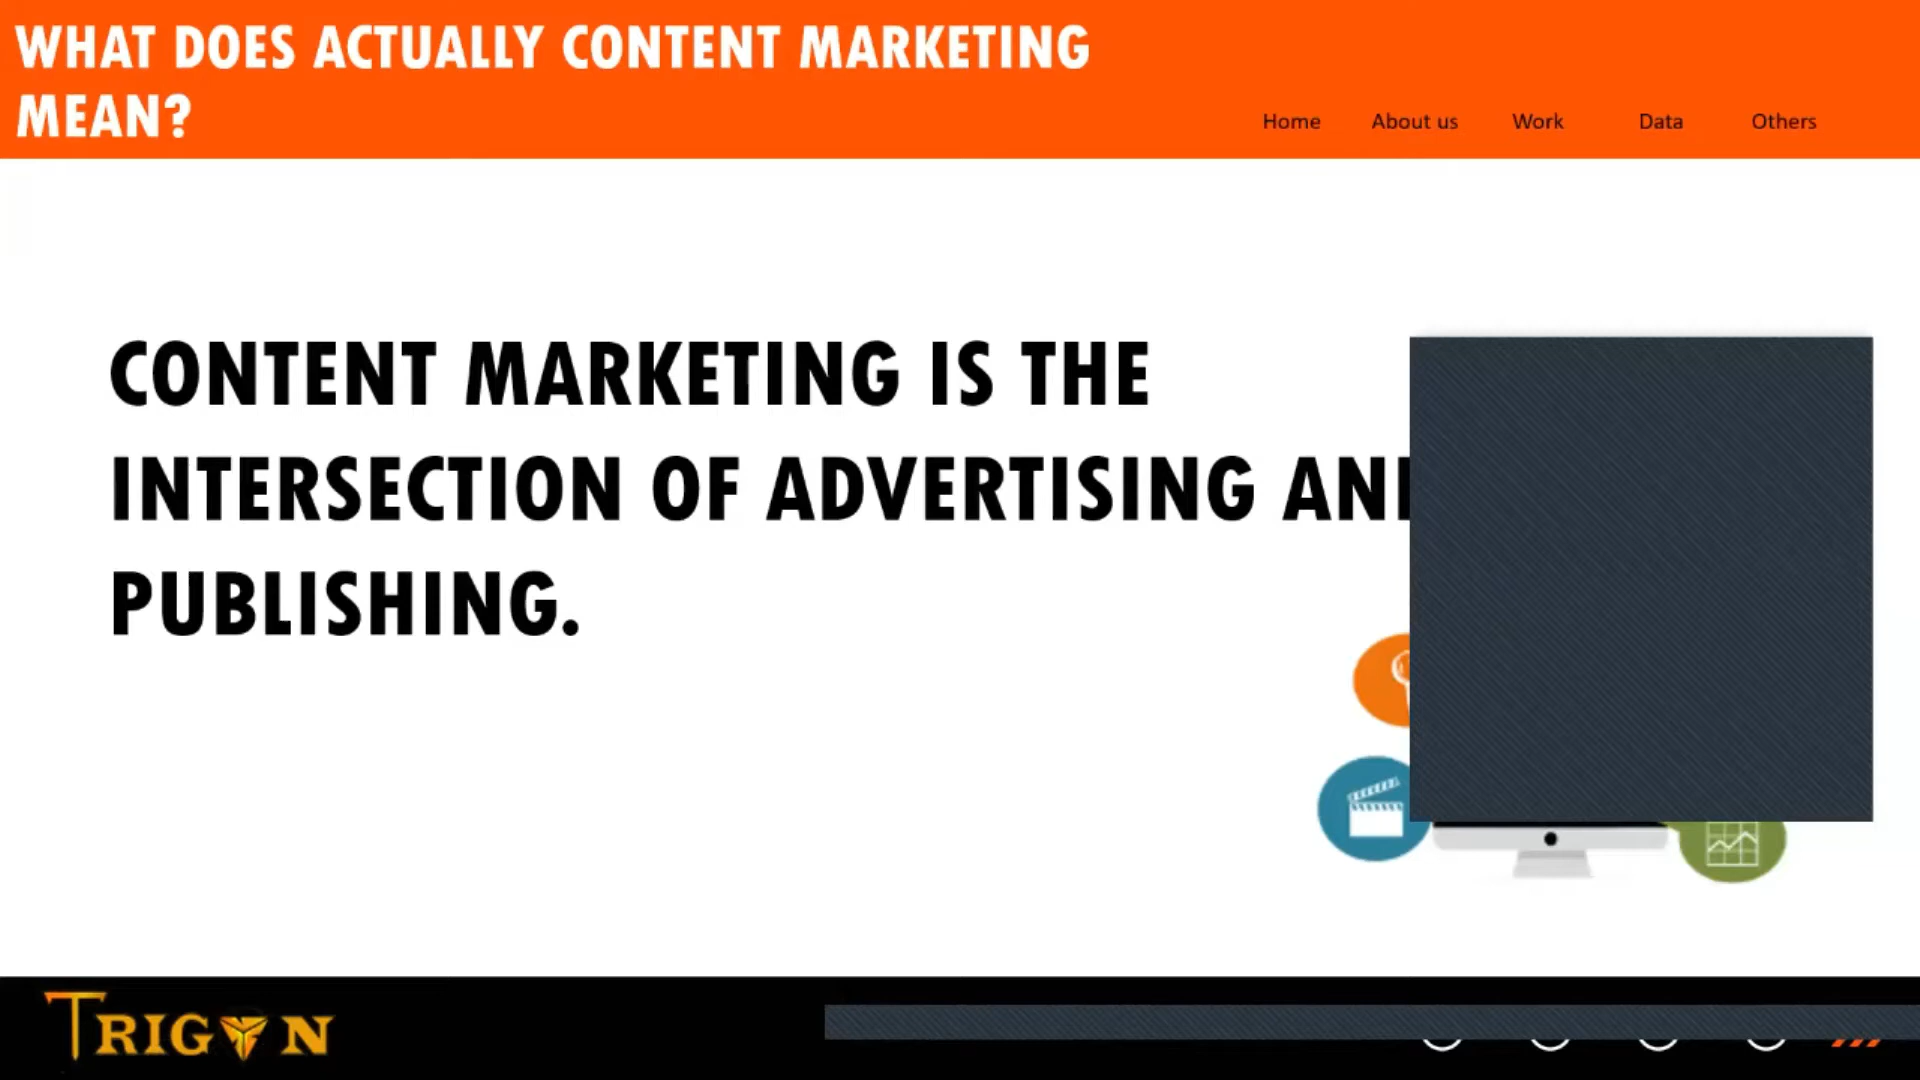 WHAT DOES ACTUALLY CONTENT MARKETING
MEAN?
Home About us Work Data Others
CONTENT MARKETING IS THE
INTERSECTION OF ADVERTISING AN
PUBLISHING.
TRIGON